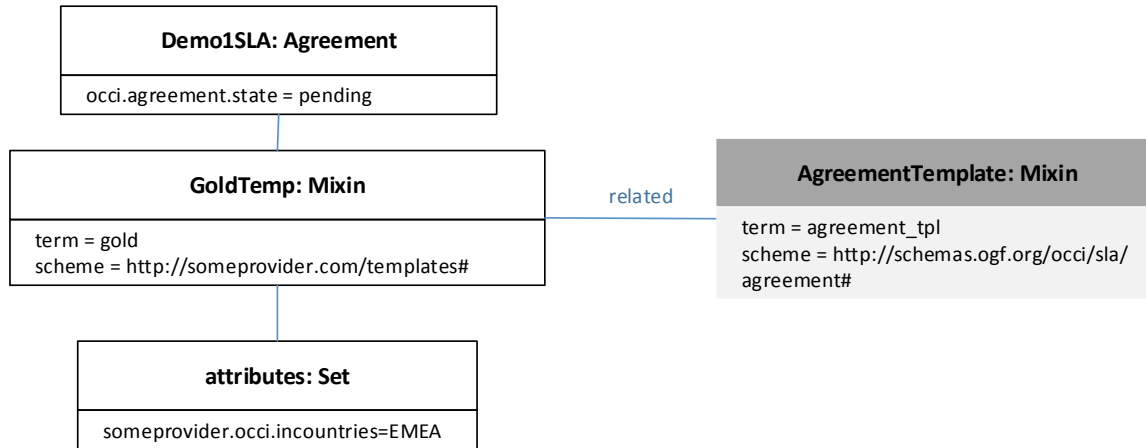 Demo1SLA: Agreement
occi.agreement.state = pending
GoldTemp: Mixin
term = gold
scheme = http://someprovider.com/templates#
related
AgreementTemplate: Mixin
term = agreement_tpl
scheme = http://schemas.ogf.org/occi/sla/
agreement#
attributes: Set
someprovider.occi.incountries=EMEA